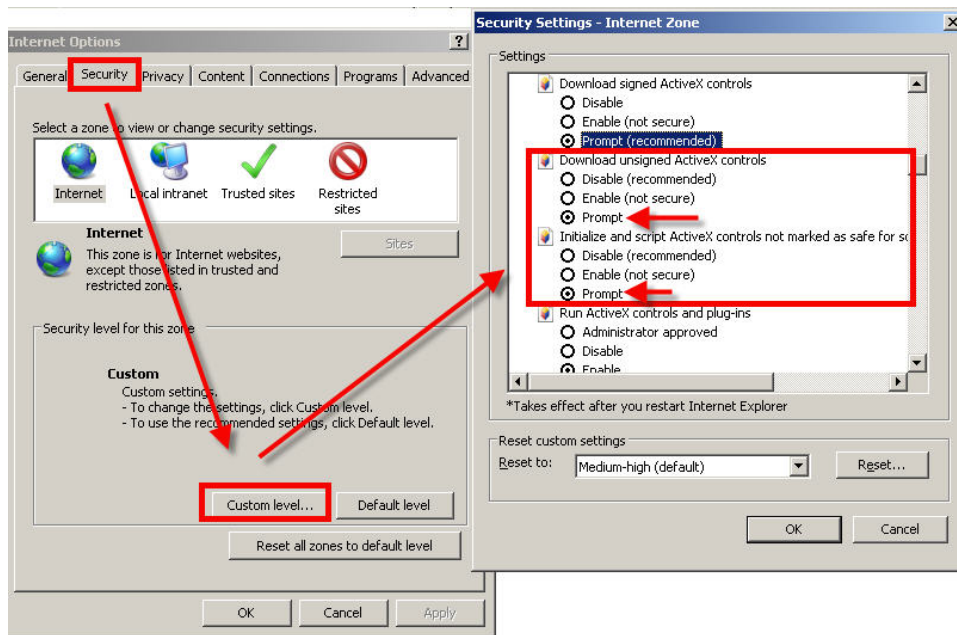 Internet Options
?
General Security Privacy Content Connections Programs Advanced
Select a zone to view or change security settings.
Internet
Local intranet
Trusted sites
Restricted
sites
Internet
This zone is for Internet websites,
except those listed in trusted and
restricted zones.
Sites
Security level for this zone
Custom
Custom settings.
- To change the settings, click Custom level.
- To use the recommended settings, click Default level.
Custom level...
Default level
Reset all zones to default level
OK
Cancel
Apply
Security Settings - Internet Zone
Settings
Download signed ActiveX controls
Disable
Enable (not secure)
Prompt (recommended)
Download unsigned ActiveX controls
Disable (recommended)
Enable (not secure)
Prompt
Initialize and script ActiveX controls not marked as safe for
Disable (recommended)
Enable (not secure)
Prompt
Run ActiveX controls and plug-ins
Administrator approved
Disable
Enable
*Takes effect after you restart Internet Explorer
Reset custom settings
Reset to:
Medium-high (default)
Reset...
OK
Cancel